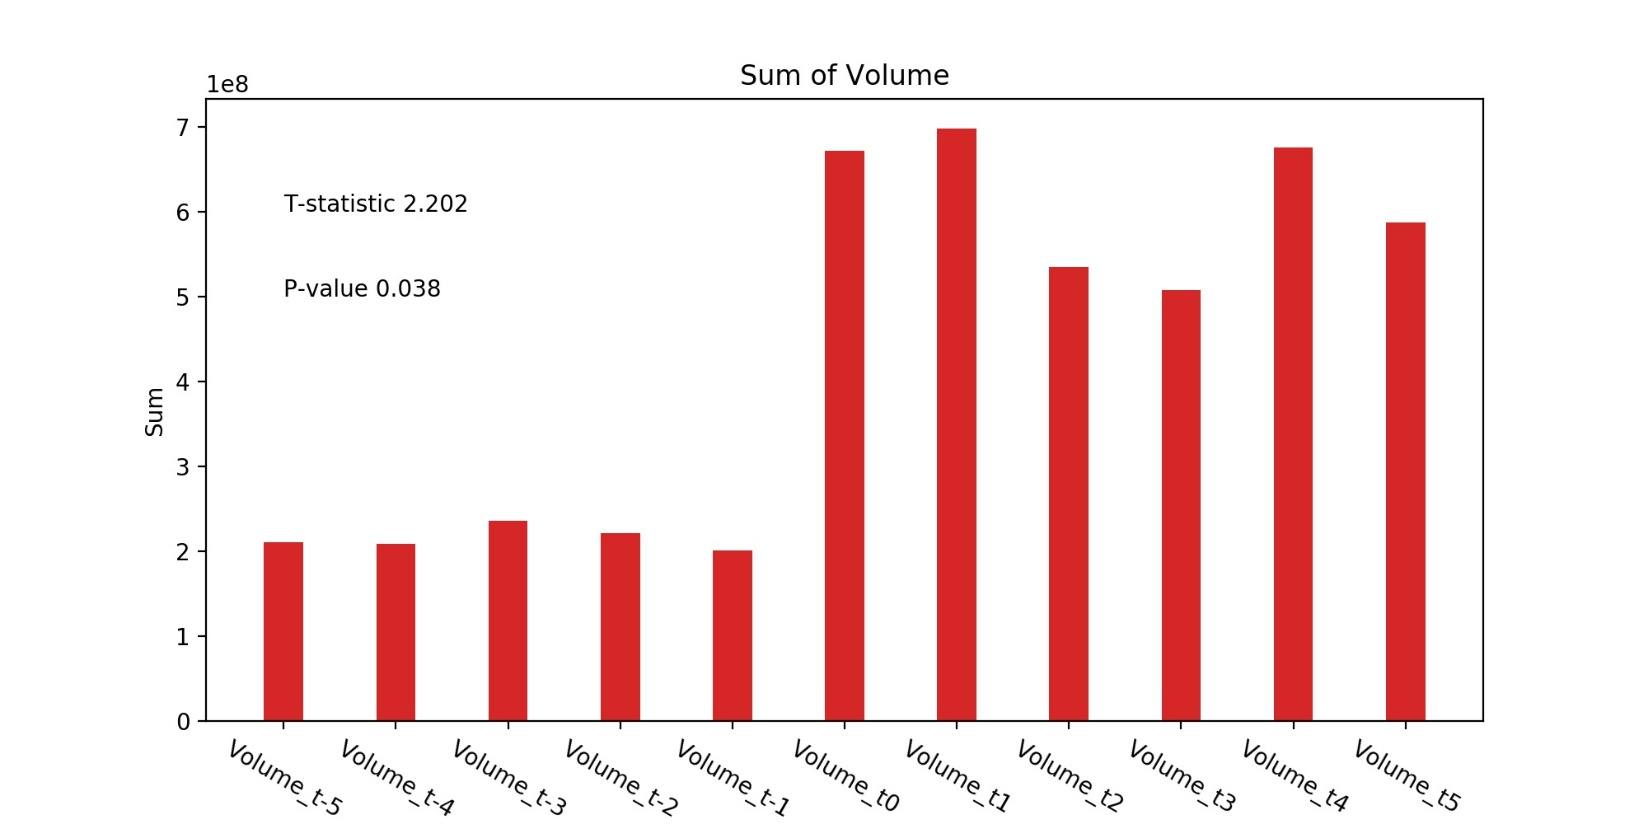 Sum of Volume
1e8
7
6
5
4
3
2
1
0
Sum
T-statistic 2.202
P-value 0.038
Volume_t-5
Volume_t-4
Volume_t-3
Volume_t-2
Volume_t-1
Volume_t0
Volume_t1
Volume_t2
Volume_t3
Volume_t4
Volume_t5